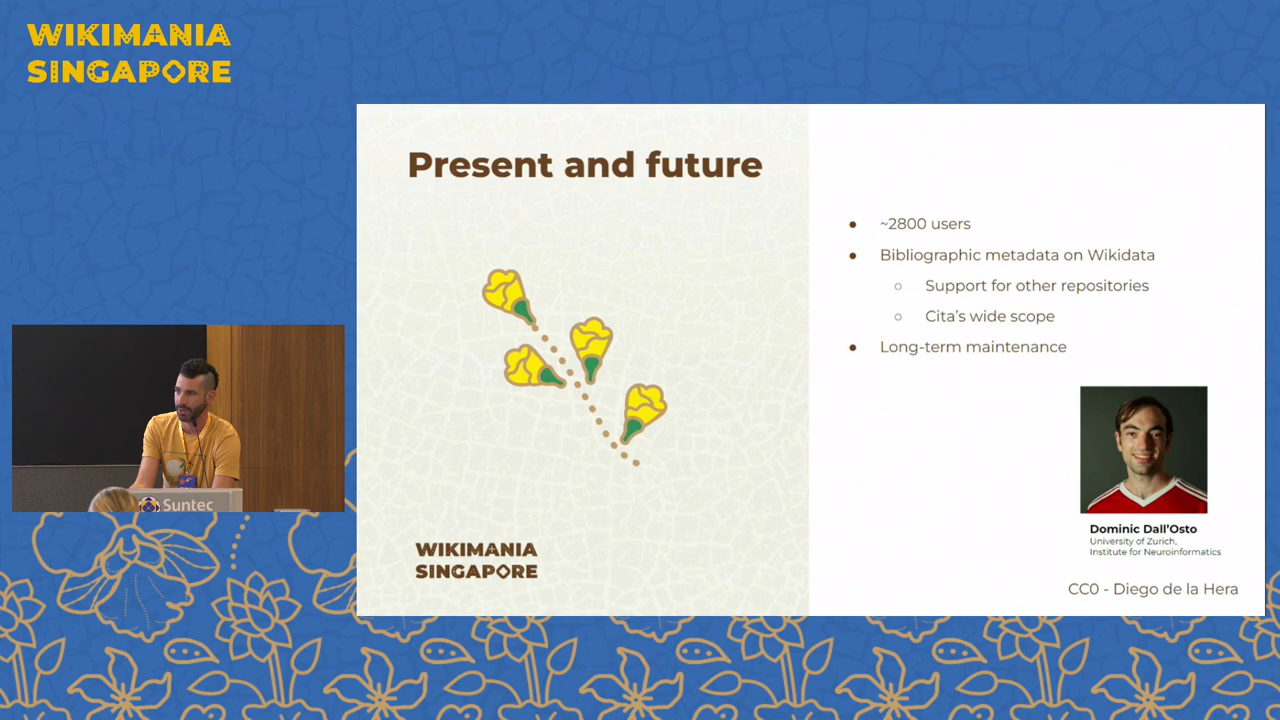 WIKIMANIA
SINGAPORE
Present and future
~2800 users
Bibliographic metadata on Wikidata
Support for other repositories
Cita's wide scope
Long-term maintenance
Dominic Dall'Osto
University of Zurich,
Institute for Neuroinformatics
WIKIMANIA
SINGAPORE
CC0 - Diego de la Hera
Suntec